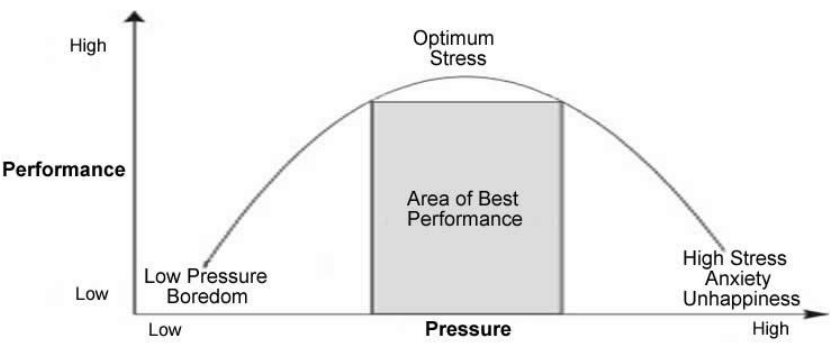 High
Optimum
Stress
Performance
Area of Best
Performance
Low Pressure
Boredom
High Stress
Anxiety
Unhappiness
Low
Low
Pressure
High